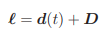 ℓ = d(t) + D